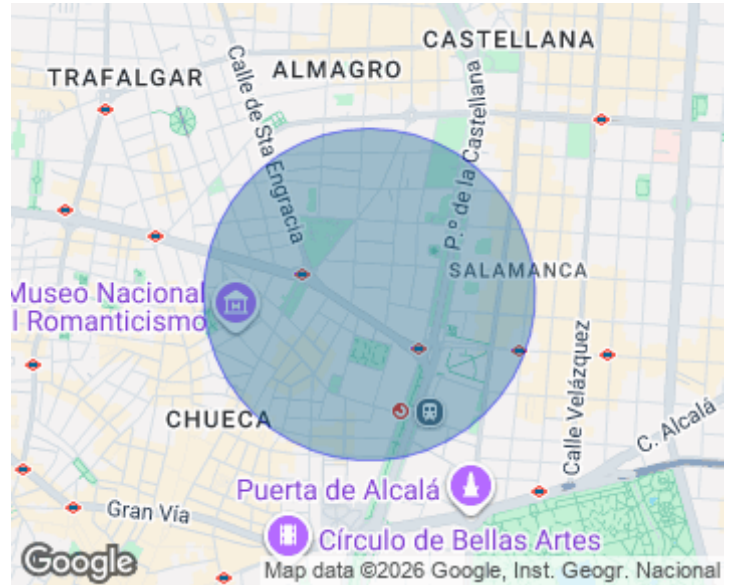 CASTELLANA
TRAFALGAR
ALMAGRO
Calle de Sta Engracia
P.º de la Castellana
SALAMANCA
Museo Nacional
l Romanticismo
Calle Velázquez
CHUECA
C. Alcalá
Puerta de Alcalá
Gran Vía
Círculo de Bellas Artes
Google
Map data ©2026 Google, Inst. Geogr. Nacional